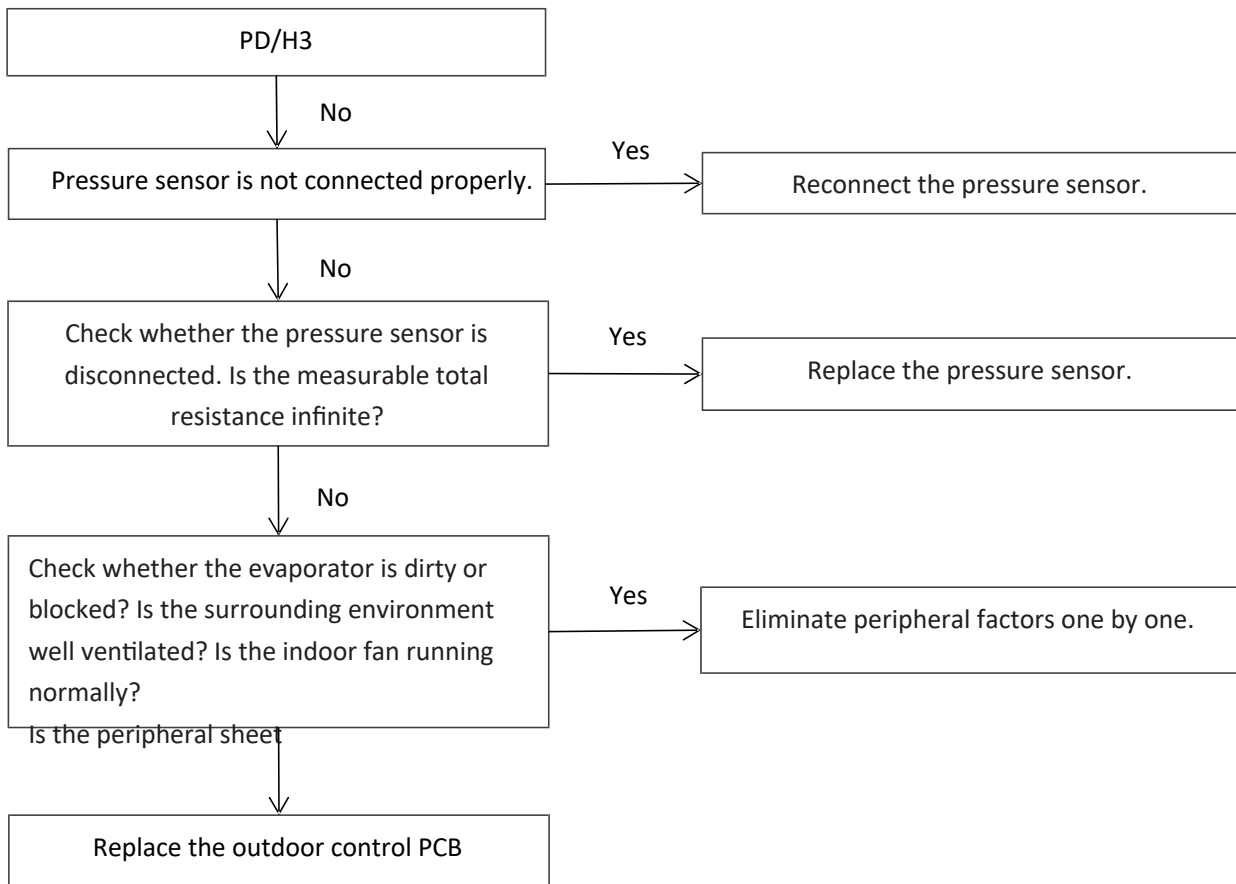 PD/H3
No
Pressure sensor is not connected properly.
Yes
Reconnect the pressure sensor.
No
Check whether the pressure sensor is
disconnected. Is the measurable total
resistance infinite?
Yes
Replace the pressure sensor.
No
Check whether the evaporator is dirty or
blocked? Is the surrounding environment
well ventilated? Is the indoor fan running
normally?
Is the peripheral sheet
Yes
Eliminate peripheral factors one by one.
Replace the outdoor control PCB